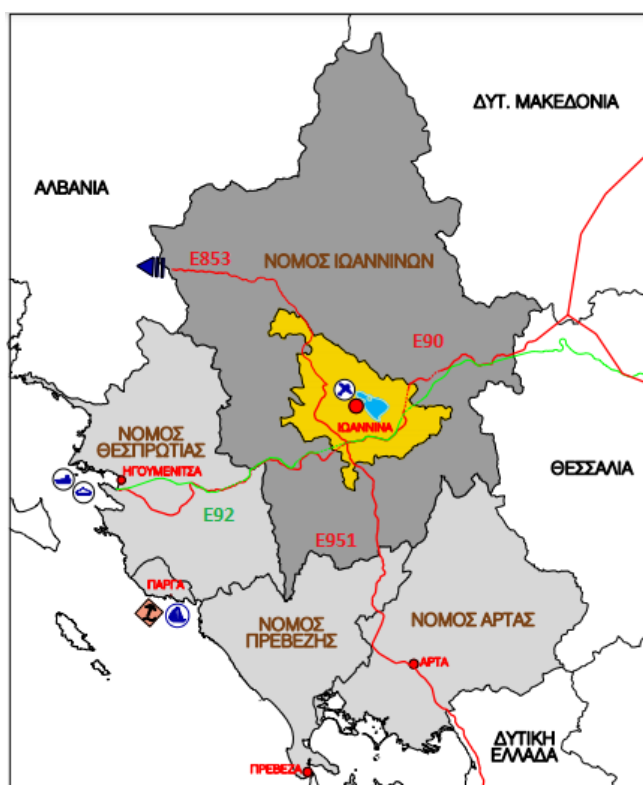 ΔΥΤ. ΜΑΚΕΔΟΝΙΑ
ΑΛΒΑΝΙΑ
E853
ΝΟΜΟΣ ΙΩΑΝΝΙΝΩΝ
E90
ΙΩΑΝΝΙΝΑ
ΝΟΜΟΣ
ΘΕΣΠΡΩΤΙΑΣ
ΗΓΟΥΜΕΝΙΤΣΑ
ΘΕΣΣΑΛΙΑ
E92
E951
ΠΑΡΓΑ
ΝΟΜΟΣ
ΠΡΕΒΕΖΗΣ
ΝΟΜΟΣ ΑΡΤΑΣ
ΑΡΤΑ
ΔΥΤΙΚΗ
ΕΛΛΑΔΑ
ΠΡΕΒΕΖΑ